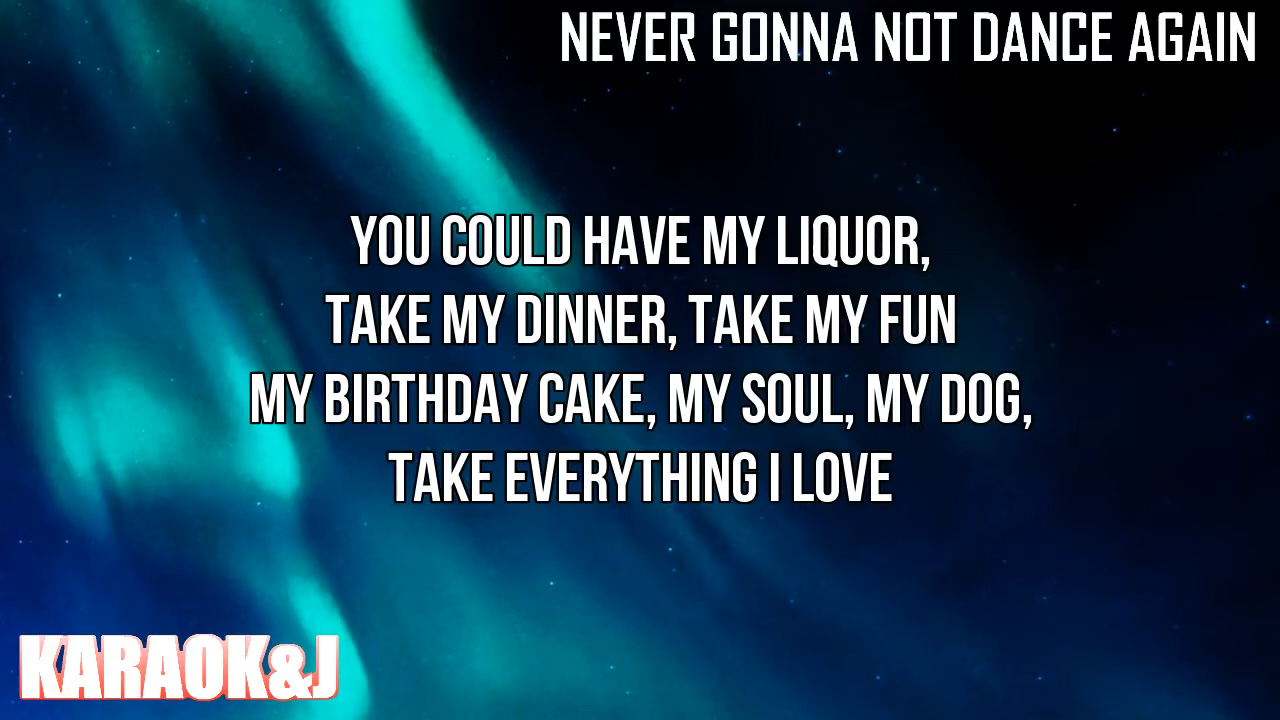 NEVER GONNA NOT DANCE AGAIN
YOU COULD HAVE MY LIQUOR,
TAKE MY DINNER, TAKE MY FUN
MY BIRTHDAY CAKE, MY SOUL, MY DOG,
TAKE EVERYTHING I LOVE
KARAOK&J